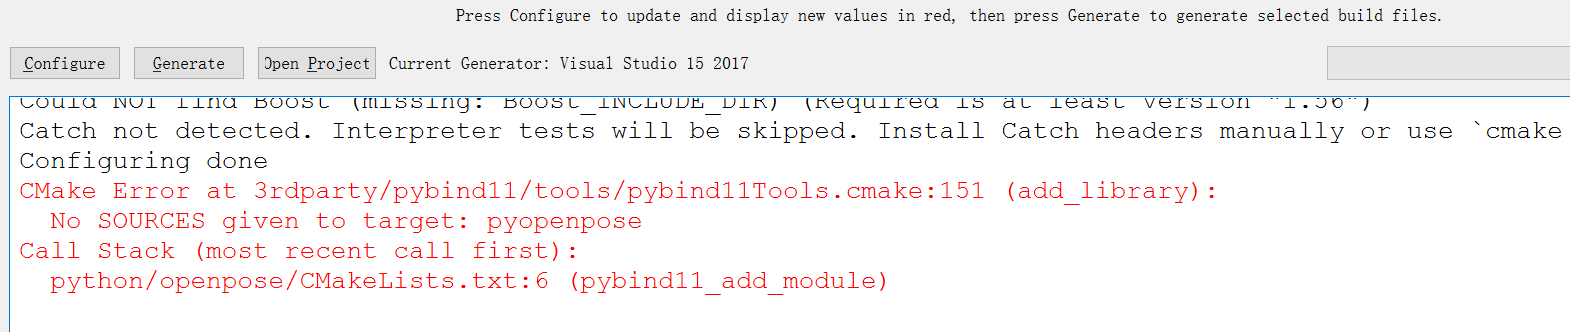 Press Configure to update and display new values in red, then press Generate to generate selected build files.
Configure Generate Open Project Current Generator: Visual Studio 15 2017
Could NOT find Boost (missing: Boost_INCLUDE_DIR) (Required is at least version "1.56")
Catch not detected. Interpreter tests will be skipped. Install Catch headers manually or use `cmake
Configuring done
CMake Error at 3rdparty/pybind11/tools/pybind11Tools.cmake:151 (add_library):
No SOURCES given to target: pyopenpose
Call Stack (most recent call first):
python/openpose/CMakeLists.txt:6 (pybind11_add_module)